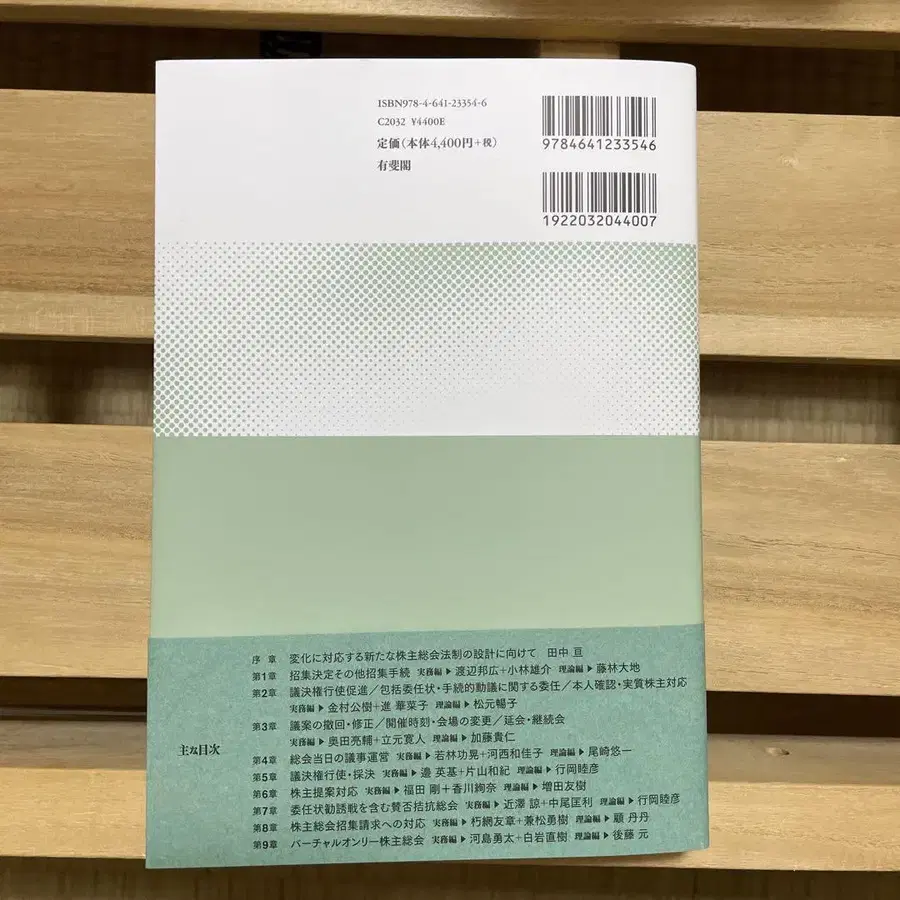 ISBN978-4-641-23354-6
C2032 ¥4400E
定価(本体4,400円+税)
有斐閣
9784641233546
1922032044007
主な目次
序 章 変化に対応する新たな株主総会法制の設計に向けて 田中 亘
第1章 招集決定その他招集手続 実務編▶渡辺邦広+小林雄介 理論編▶藤林大地
第2章 議決権行使促進/包括委任状・手続的動議に関する委任/本人確認・実質株主対応
実務編▶金村公樹+進 華菜子 理論編▶松元暢子
第3章 議案の撤回・修正/開催時刻・会場の変更/延会・継続会
実務編▶奥田亮輔+立元寛人 理論編▶加藤貴仁
第4章 総会当日の議事運営 実務編▶若林功晃+河西和佳子 理論編▶尾崎悠一
第5章 議決権行使・採決 実務編▶邉 英基+片山和紀 理論編▶行岡睦彦
第6章 株主提案対応 実務編▶福田 剛+香川絢奈 理論編▶増田友樹
第7章 委任状勧誘戦を含む賛否拮抗総会 実務編▶近澤 諒+中尾匡利 理論編▶行岡睦彦
第8章 株主総会招集請求への対応 実務編▶朽網友章+兼松勇樹 理論編▶顧 丹丹
第9章 バーチャルオンリー株主総会 実務編▶河島勇太+白岩直樹 理論編▶後藤 元